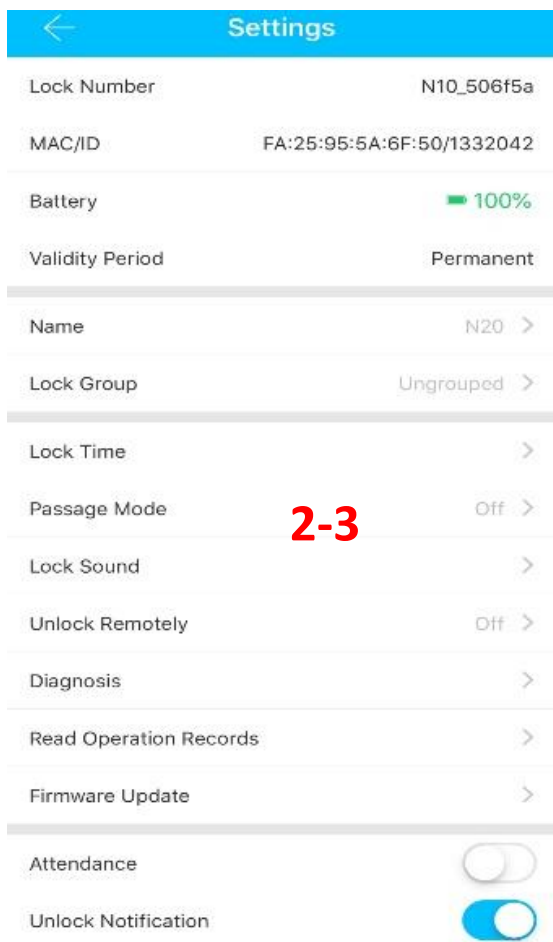 Settings
Lock Number N10_506f5a
MAC/ID FA:25:95:5A:6F:50/1332042
Battery 100%
Validity Period Permanent
Name N20
Lock Group Ungrouped
Lock Time
Passage Mode Off
2-3
Lock Sound
Unlock Remotely Off
Diagnosis
Read Operation Records
Firmware Update
Attendance
Unlock Notification